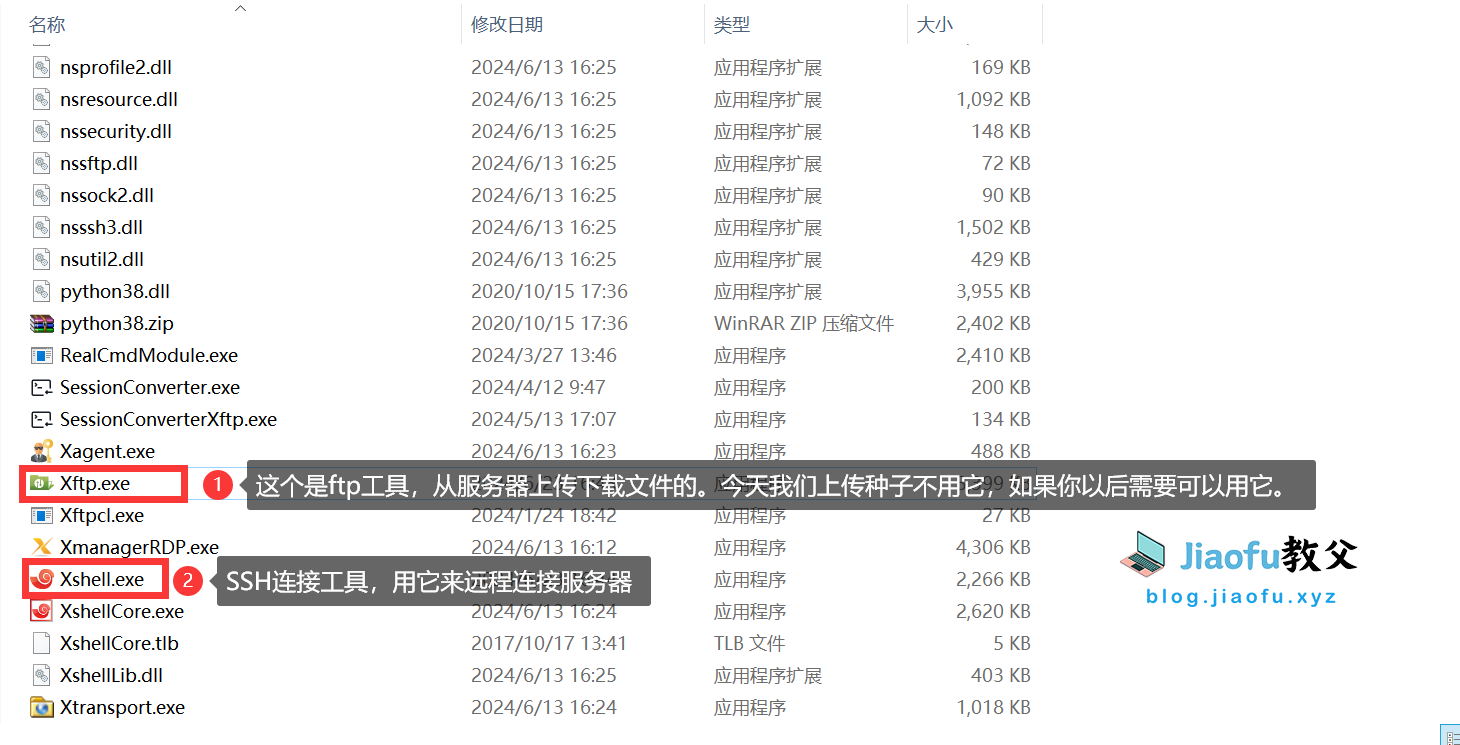 名称 修改日期 类型 大小
nsprofile2.dll 2024/6/13 16:25 应用程序扩展 169 KB
nsresource.dll 2024/6/13 16:25 应用程序扩展 1,092 KB
nssecurity.dll 2024/6/13 16:25 应用程序扩展 148 KB
nssftp.dll 2024/6/13 16:25 应用程序扩展 72 KB
nssock2.dll 2024/6/13 16:25 应用程序扩展 90 KB
nsssh3.dll 2024/6/13 16:25 应用程序扩展 1,502 KB
nsutil2.dll 2024/6/13 16:25 应用程序扩展 429 KB
python38.dll 2020/10/15 17:36 应用程序扩展 3,955 KB
python38.zip 2020/10/15 17:36 WinRAR ZIP 压缩文件 2,402 KB
RealCmdModule.exe 2024/3/27 13:46 应用程序 2,410 KB
SessionConverter.exe 2024/4/12 9:47 应用程序 200 KB
SessionConverterXftp.exe 2024/5/13 17:07 应用程序 134 KB
Xagent.exe 2024/6/13 16:23 应用程序 488 KB
Xftp.exe 1 这个是ftp工具，从服务器上传下载文件的。今天我们上传种子不用它，如果你以后需要可以用它。
Xftpcl.exe 2024/1/24 18:42 应用程序 27 KB
XmanagerRDP.exe 2024/6/13 16:12 应用程序 4,306 KB
Xshell.exe 2 SSH连接工具，用它来远程连接服务器 应用程序 2,266 KB
XshellCore.exe 2024/6/13 16:24 应用程序 2,620 KB
XshellCore.tlb 2017/10/17 13:41 TLB 文件 5 KB
XshellLib.dll 2024/6/13 16:25 应用程序扩展 403 KB
Xtransport.exe 2024/6/13 16:24 应用程序 1,018 KB
Jiaofu教父
blog.jiaofu.xyz